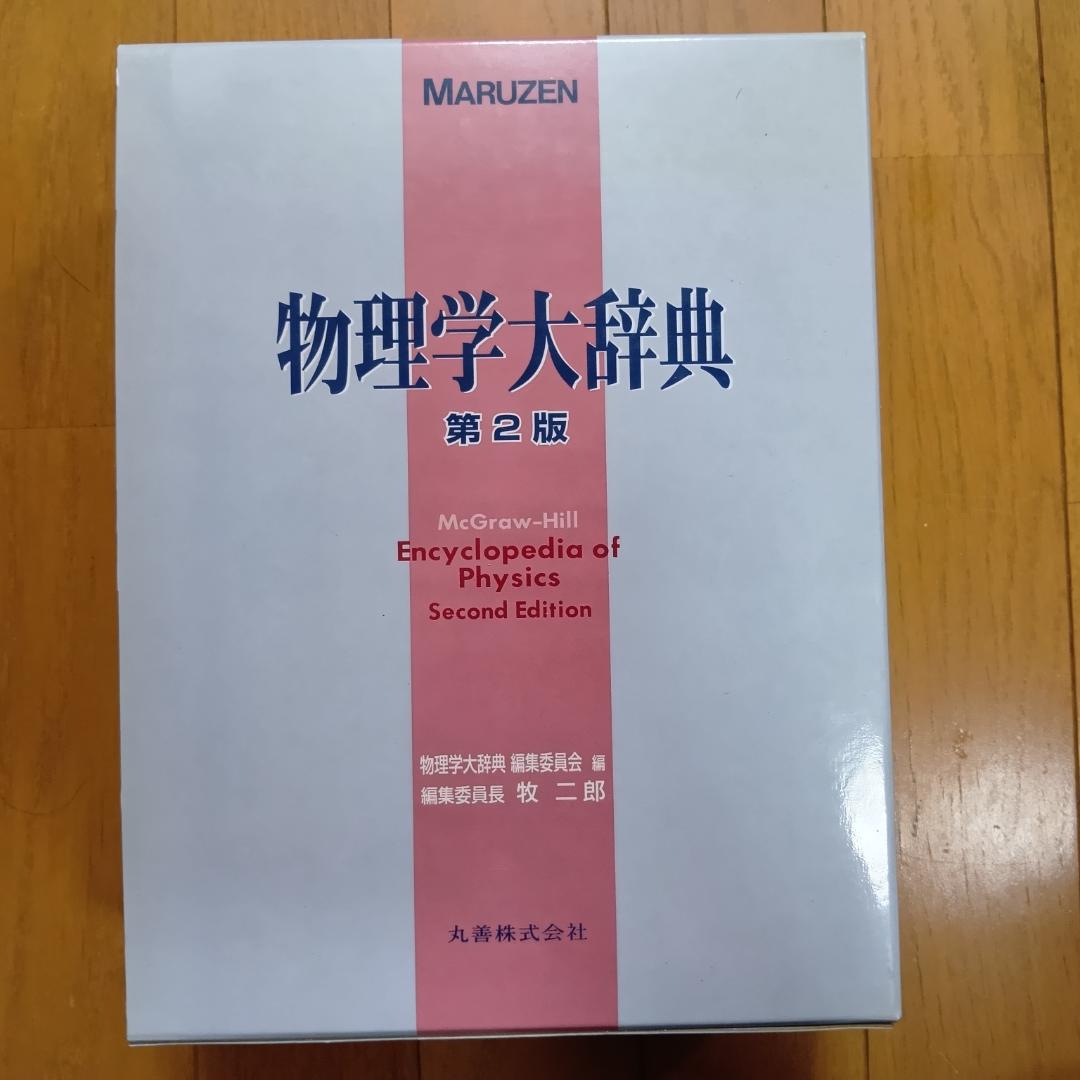 MARUZEN
物理学大辞典
第2版
McGraw-Hill
Encyclopedia of
Physics
Second Edition
物理学大辞典 編集委員会 編
編集委員長 牧 二郎
丸善株式会社